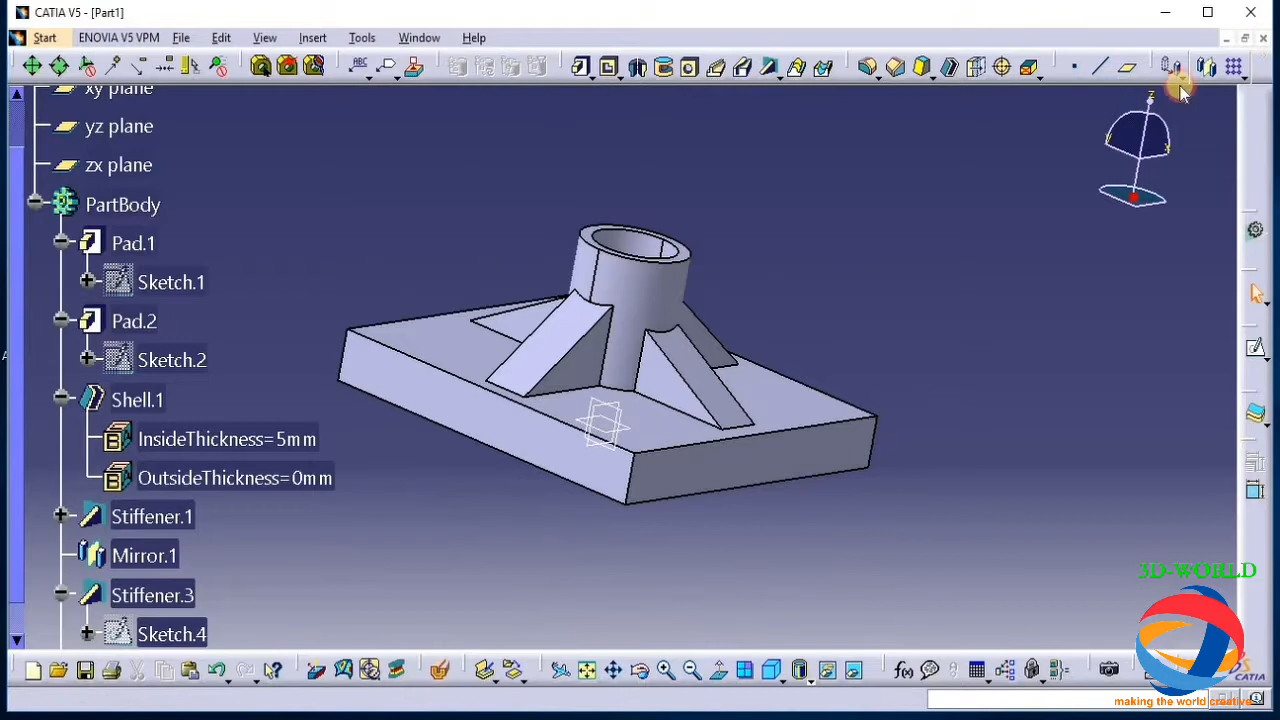 CATIA V5 - [Part1]
Start ENOVIA V5 VPM File Edit View Insert Tools Window Help
xy plane
yz plane
zx plane
PartBody
Pad.1
Sketch.1
Pad.2
Sketch.2
Shell.1
InsideThickness=5mm
OutsideThickness=0mm
Stiffener.1
Mirror.1
Stiffener.3
Sketch.4
z
3D-WORLD
CATIA
making the world creative